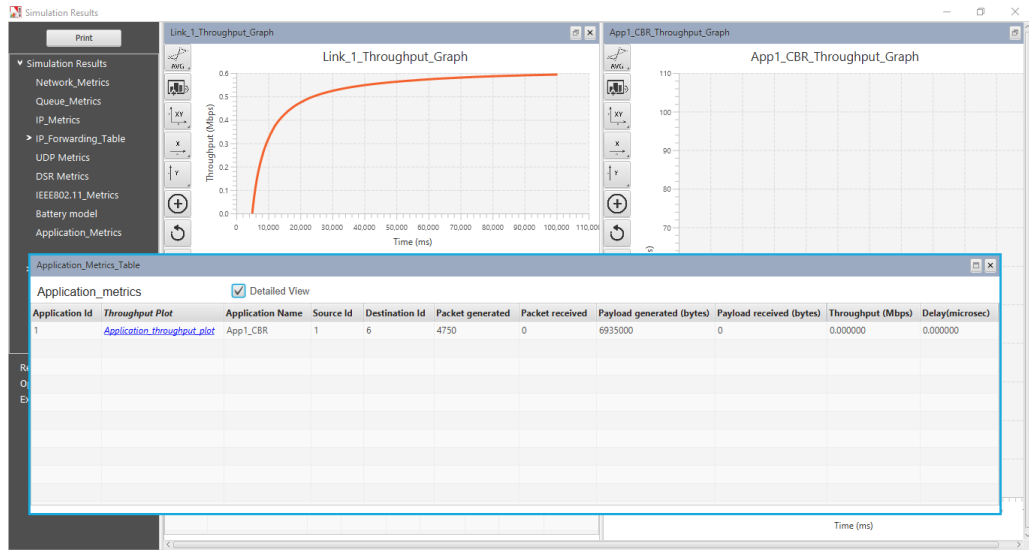 Simulation Results
Print
Simulation Results
Network_Metrics
Queue_Metrics
IP_Metrics
IP_Forwarding_Table
UDP Metrics
DSR Metrics
IEEE802.11_Metrics
Battery model
Application_Metrics
Link_1_Throughput_Graph
AVG
XY
X
Y
Link_1_Throughput_Graph
Throughput (Mbps)
0.6
0.5
0.4
0.3
0.2
0.1
0.0
0 10,000 20,000 30,000 40,000 50,000 60,000 70,000 80,000 90,000 100,000 110,000
Time (ms)
App1_CBR_Throughput_Graph
AVG
XY
X
Y
App1_CBR_Throughput_Graph
110
100
90
80
70
Time (ms)
Application_Metrics_Table
Application_metrics Detailed View
Application Id Throughput Plot Application Name Source Id Destination Id Packet generated Packet received Payload generated (bytes) Payload received (bytes) Throughput (Mbps) Delay(microsec)
1 Application_throughput_plot App1_CBR 1 6 4750 0 6935000 0 0.000000 0.000000